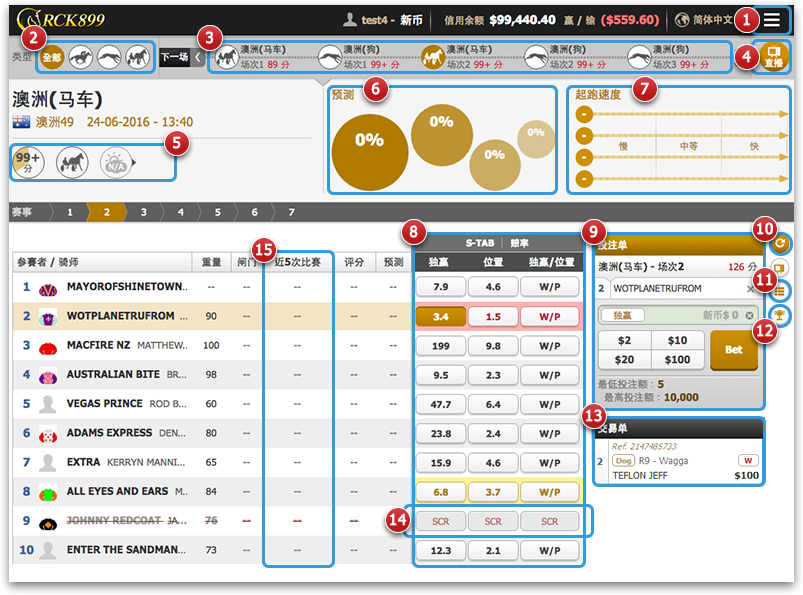 RCK899
test4 - 新币 信用余额 $99,440.40 赢 / 输 ($559.60) 简体中文 1
2 3 4
类型 全部 下一场
澳洲(马车) 场次1 89 分
澳洲(狗) 场次1 99+ 分
澳洲(马车) 场次2 99+ 分
澳洲(狗) 场次2 99+ 分
澳洲(狗) 场次3 99+ 分
直播
澳洲(马车)
澳洲49 24-06-2016 - 13:40
5
99+ 分 N/A
预测 6
0% 0% 0% 0%
起跑速度 7
慢 中等 快
赛事 1 2 3 4 5 6 7
8 S-TAB 赔率
15
参赛者 / 骑师 重量 闸门 近5次比赛 评分 预测 独赢 位置 独赢/位置
1 MAYOROFSHINETOWN.. -- -- -- -- -- 7.9 4.6 W/P
2 WOTPLANETRUFROM 90 -- -- -- -- 3.4 1.5 W/P
3 MACFIRE NZ MATTHEW.. 100 -- -- -- -- 199 9.8 W/P
4 AUSTRALIAN BITE BR... 98 -- -- -- -- 9.5 2.3 W/P
5 VEGAS PRINCE ROD B... 60 -- -- -- -- 47.7 6.4 W/P
6 ADAMS EXPRESS DEN... 80 -- -- -- -- 23.8 2.4 W/P
7 EXTRA KERRYN MANNI... 65 -- -- -- -- 15.9 4.6 W/P
8 ALL EYES AND EARS M.. 84 -- -- -- -- 6.8 3.7 W/P
9 JOHNNY REDCOAT JA... 76 -- -- -- -- 14 SCR SCR SCR
10 ENTER THE SANDMAN... 73 -- -- -- -- 12.3 2.1 W/P
9 投注单 10
澳洲(马车) - 场次2 126 分
2 WOTPLANETRUFROM 11
独赢 新币$ 0
12
$2 $10 Bet
$20 $100
最低投注额：5
最高投注额：10,000
13 交易单
Ref. 2147485733
2 Dog R9 - Wagga W
TEFLON JEFF $100